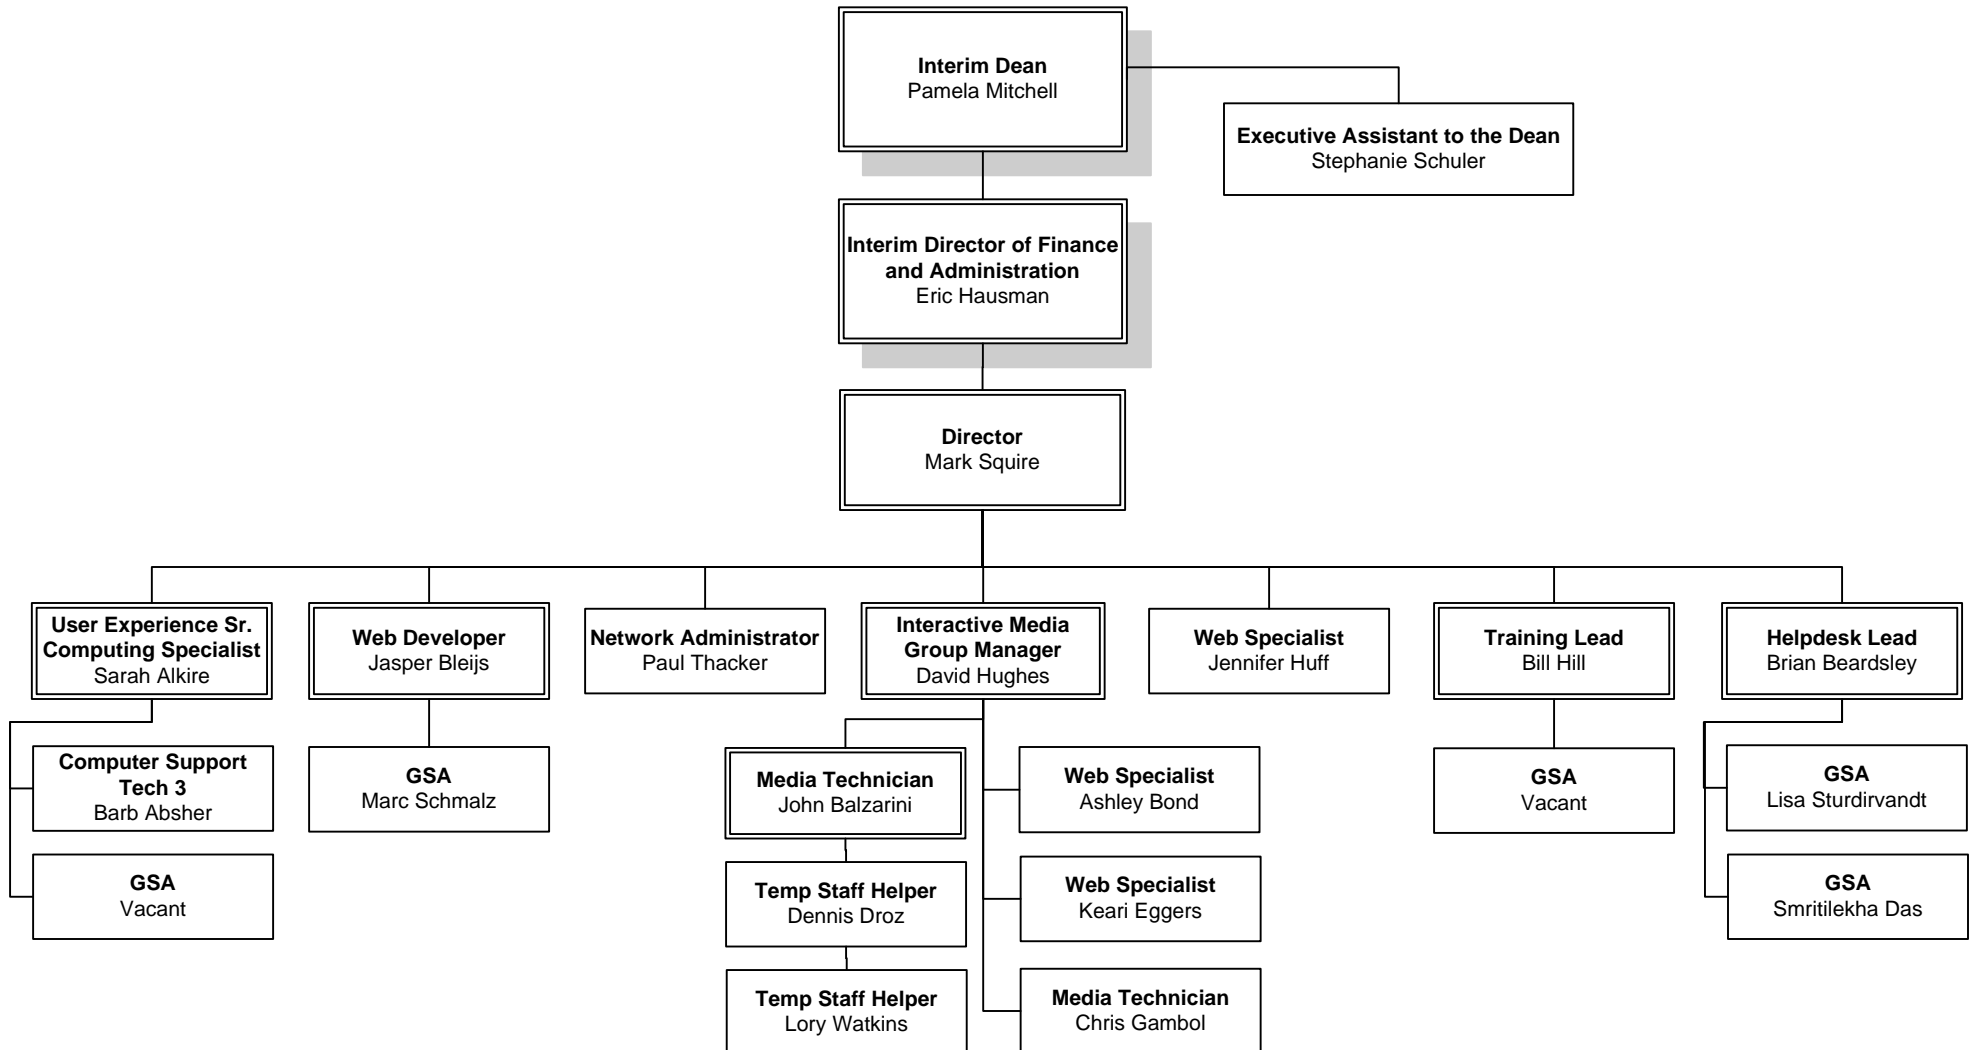 Interim Dean
Pamela Mitchell
Executive Assistant to the Dean
Stephanie Schuler
Interim Director of Finance
and Administration
Eric Hausman
Director
Mark Squire
User Experience Sr.
Computing Specialist
Sarah Alkire
Web Developer
Jasper Bleijs
Network Administrator
Paul Thacker
Interactive Media
Group Manager
David Hughes
Web Specialist
Jennifer Huff
Training Lead
Bill Hill
Helpdesk Lead
Brian Beardsley
Computer Support
Tech 3
Barb Absher
GSA
Marc Schmalz
Media Technician
John Balzarini
Web Specialist
Ashley Bond
GSA
Vacant
GSA
Lisa Sturdirvandt
GSA
Vacant
Temp Staff Helper
Dennis Droz
Web Specialist
Keari Eggers
GSA
Smritilekha Das
Temp Staff Helper
Lory Watkins
Media Technician
Chris Gambol